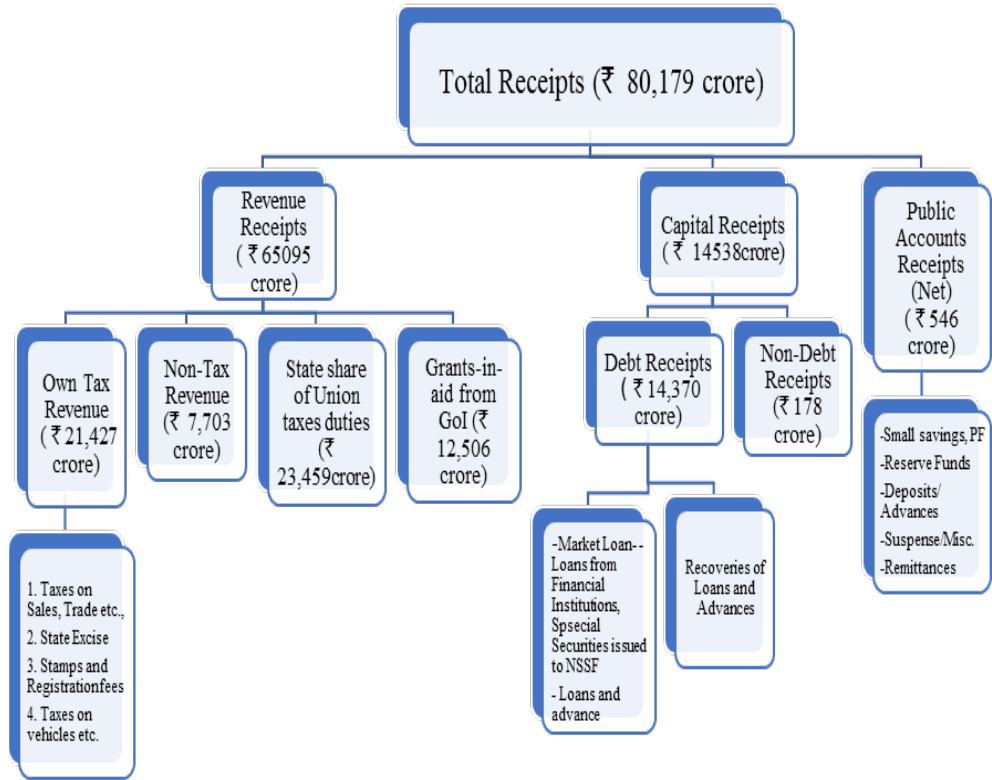 Total Receipts (₹ 80,179 crore)
Revenue
Receipts
( ₹ 65095
crore)
Capital Receipts
( ₹ 14538crore)
Public
Accounts
Receipts
(Net)
( ₹ 546
crore)
Own Tax
Revenue
( ₹ 21,427
crore)
Non-Tax
Revenue
(₹ 7,703
crore)
State share
of Union
taxes duties
(₹
23,459crore)
Grants-in-
aid from
GoI (₹
12,506
crore)
Debt Receipts
( ₹ 14,370
crore)
Non-Debt
Receipts
(₹ 178
crore)
-Small savings, PF
-Reserve Funds
-Deposits/
Advances
-Suspense/Misc.
-Remittances
1. Taxes on
Sales, Trade etc.,
2. State Excise
3. Stamps and
Registrationfees
4. Taxes on
vehicles etc.
-Market Loan--
Loans from
Financial
Institutions,
Spsecial
Securities issued
to NSSF
- Loans and
advance
Recoveries of
Loans and
Advances